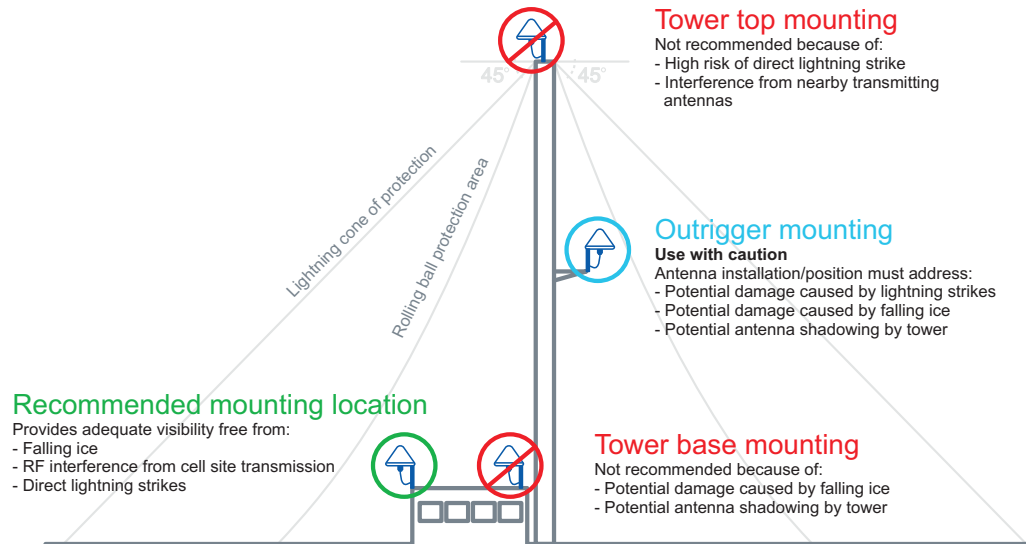 Tower top mounting
Not recommended because of:
- High risk of direct lightning strike
- Interference from nearby transmitting
antennas
45°
45°
Lightning cone of protection
Rolling ball protection area
Outrigger mounting
Use with caution
Antenna installation/position must address:
- Potential damage caused by lightning strikes
- Potential damage caused by falling ice
- Potential antenna shadowing by tower
Recommended mounting location
Provides adequate visibility free from:
- Falling ice
- RF interference from cell site transmission
- Direct lightning strikes
Tower base mounting
Not recommended because of:
- Potential damage caused by falling ice
- Potential antenna shadowing by tower